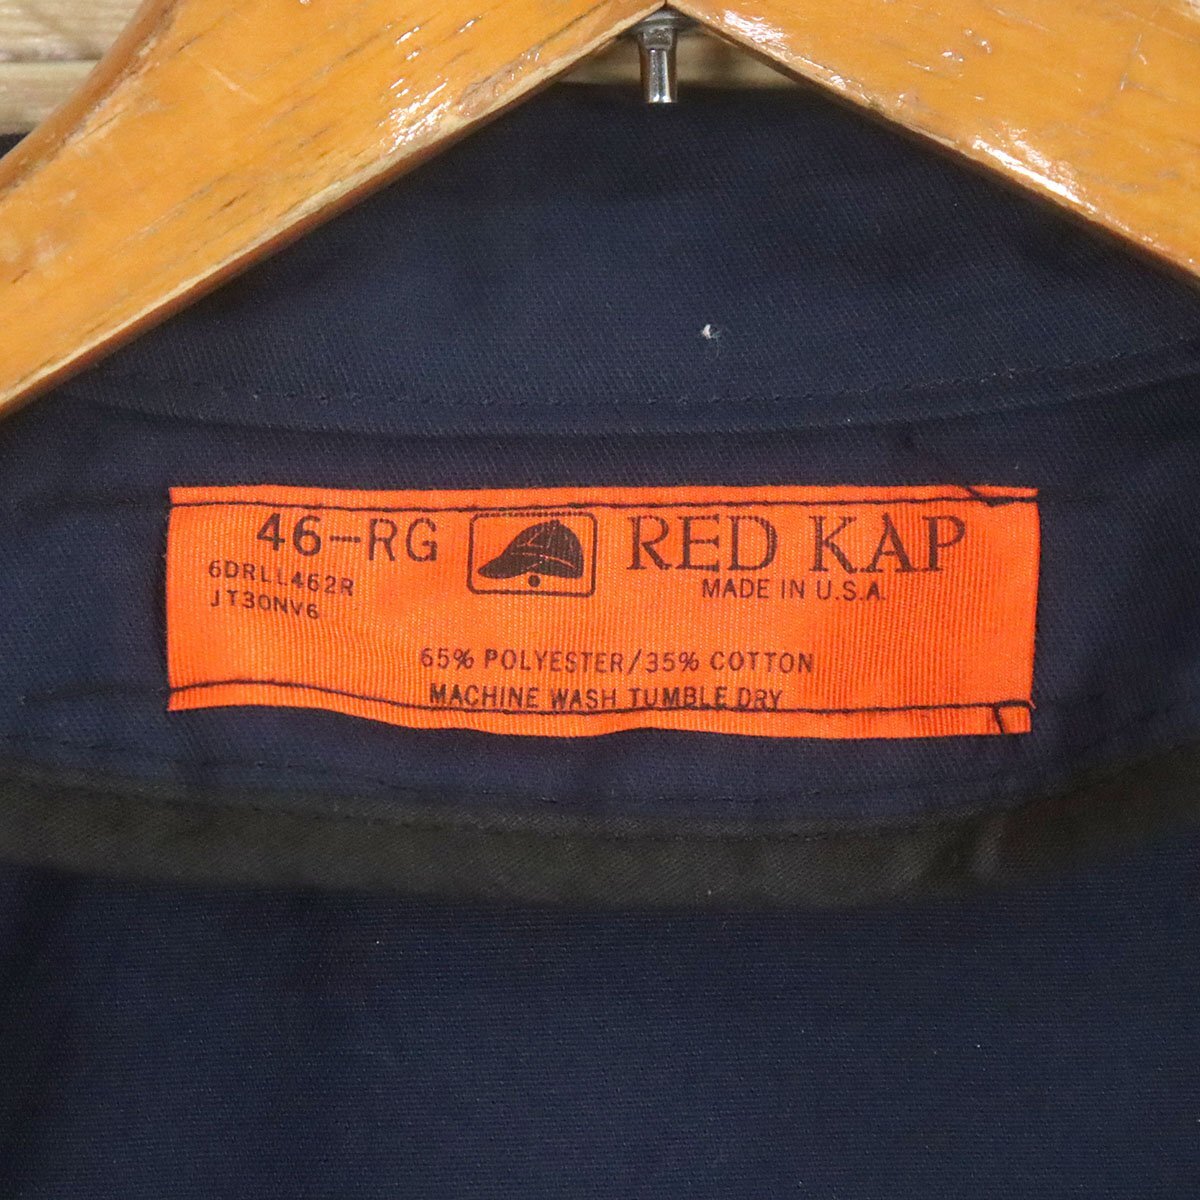 46-RG
RED KAP
6DRLL462R
MADE IN U.S.A.
JT30NV6
65% POLYESTER/35% COTTON
MACHINE WASH TUMBLE DRY